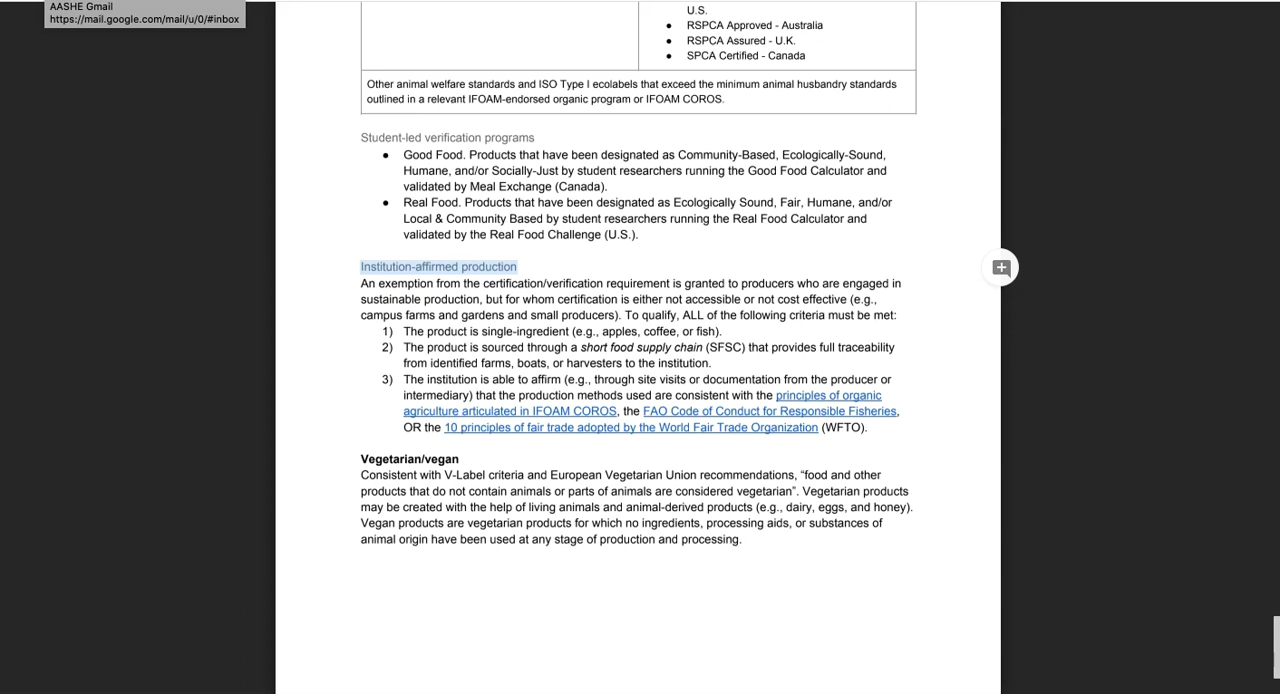 AASHE Gmail
https://mail.google.com/mail/u/0/#inbox
U.S.
● RSPCA Approved - Australia
● RSPCA Assured - U.K.
● SPCA Certified - Canada
Other animal welfare standards and ISO Type I ecolabels that exceed the minimum animal husbandry standards
outlined in a relevant IFOAM-endorsed organic program or IFOAM COROS.
Student-led verification programs
● Good Food. Products that have been designated as Community-Based, Ecologically-Sound,
Humane, and/or Socially-Just by student researchers running the Good Food Calculator and
validated by Meal Exchange (Canada).
● Real Food. Products that have been designated as Ecologically Sound, Fair, Humane, and/or
Local & Community Based by student researchers running the Real Food Calculator and
validated by the Real Food Challenge (U.S.).
Institution-affirmed production
An exemption from the certification/verification requirement is granted to producers who are engaged in
sustainable production, but for whom certification is either not accessible or not cost effective (e.g.,
campus farms and gardens and small producers). To qualify, ALL of the following criteria must be met:
1) The product is single-ingredient (e.g., apples, coffee, or fish).
2) The product is sourced through a short food supply chain (SFSC) that provides full traceability
from identified farms, boats, or harvesters to the institution.
3) The institution is able to affirm (e.g., through site visits or documentation from the producer or
intermediary) that the production methods used are consistent with the principles of organic
agriculture articulated in IFOAM COROS, the FAO Code of Conduct for Responsible Fisheries,
OR the 10 principles of fair trade adopted by the World Fair Trade Organization (WFTO).
Vegetarian/vegan
Consistent with V-Label criteria and European Vegetarian Union recommendations, “food and other
products that do not contain animals or parts of animals are considered vegetarian”. Vegetarian products
may be created with the help of living animals and animal-derived products (e.g., dairy, eggs, and honey).
Vegan products are vegetarian products for which no ingredients, processing aids, or substances of
animal origin have been used at any stage of production and processing.